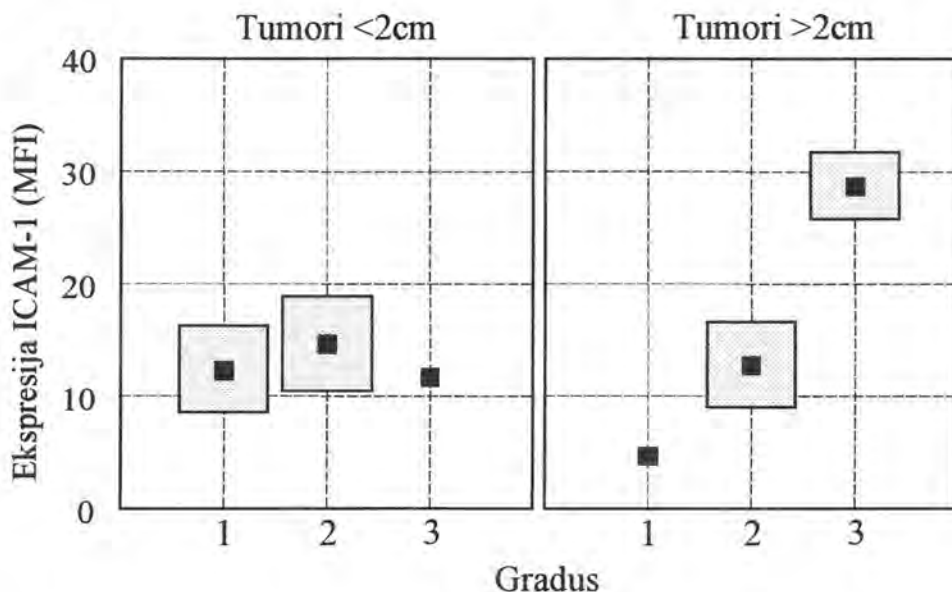 Tumori <2cm
Tumori >2cm
Ekspresija ICAM-1 (MFI)
40
30
20
10
0
1 2 3
1 2 3
Gradus